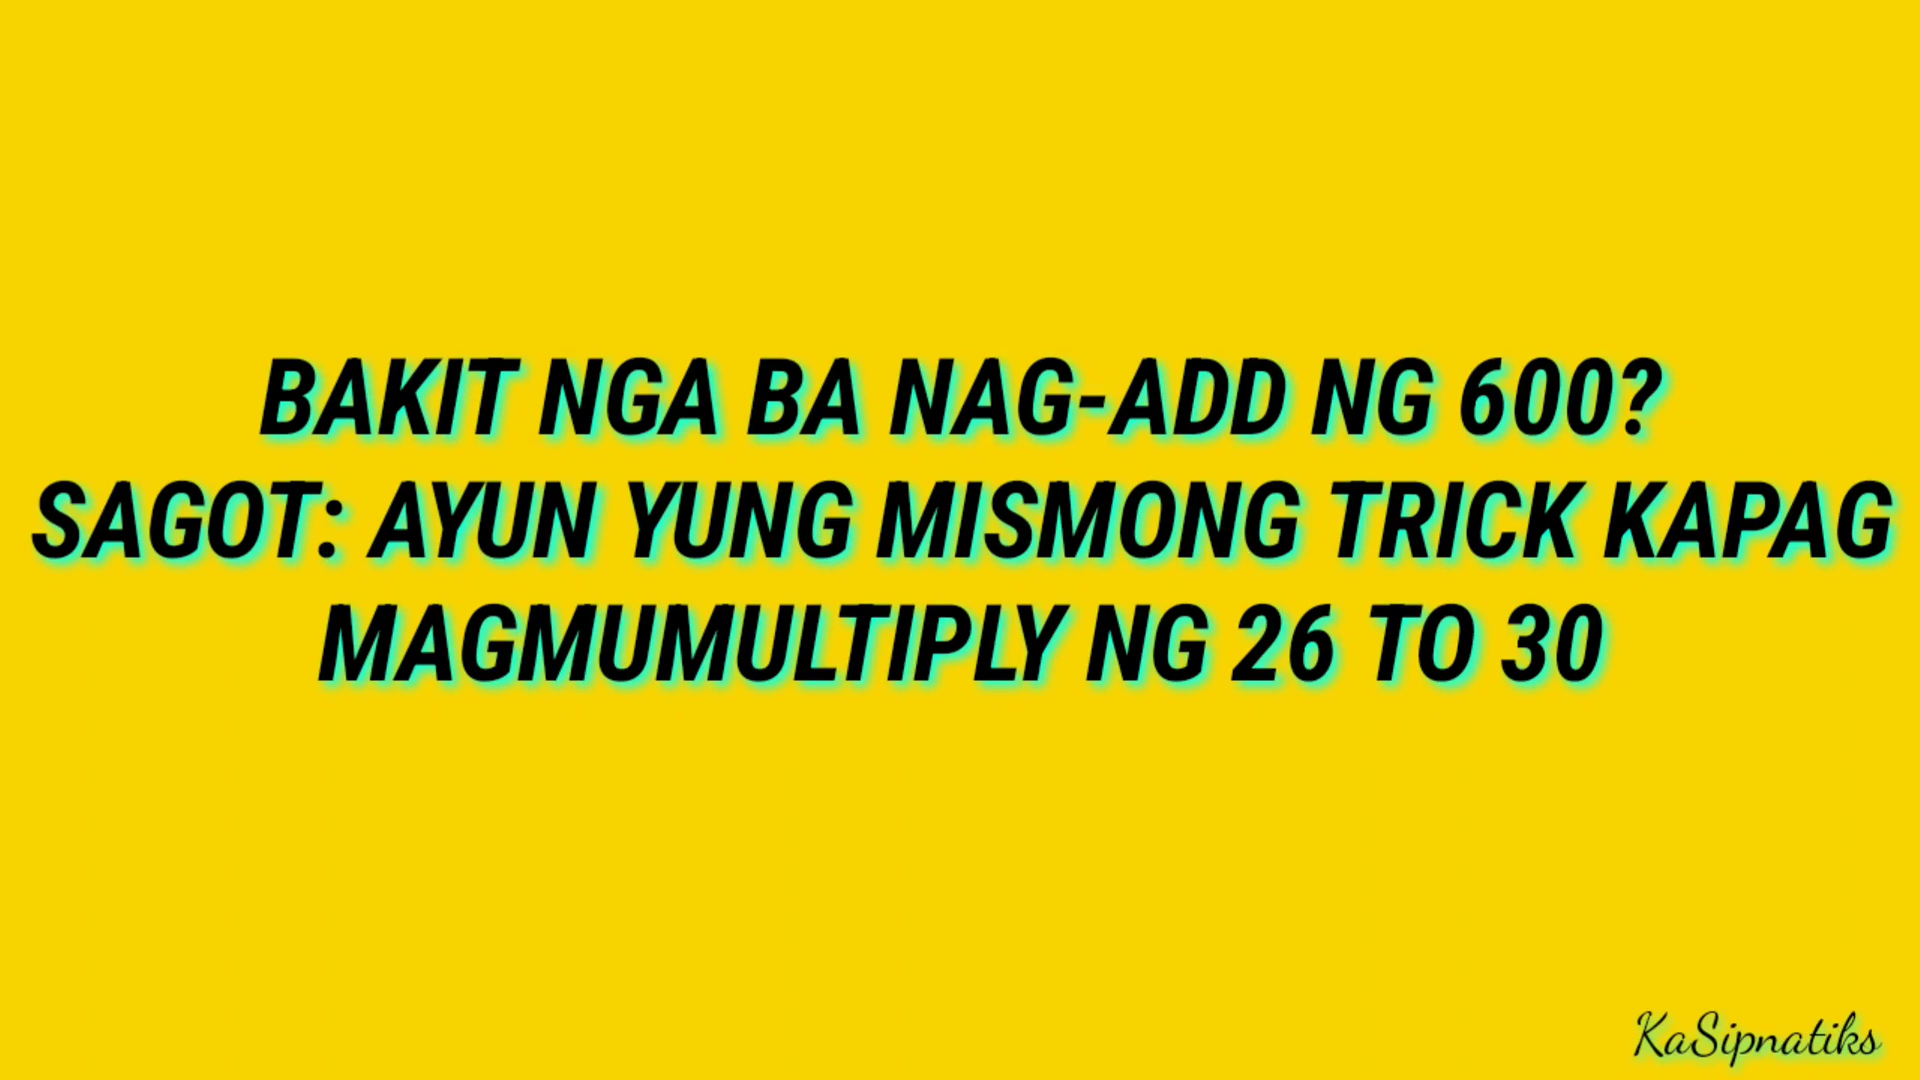 BAKIT NGA BA NAG-ADD NG 600?
SAGOT: AYUN YUNG MISMONG TRICK KAPAG
MAGMUMULTIPLY NG 26 TO 30
KaSipnatiks